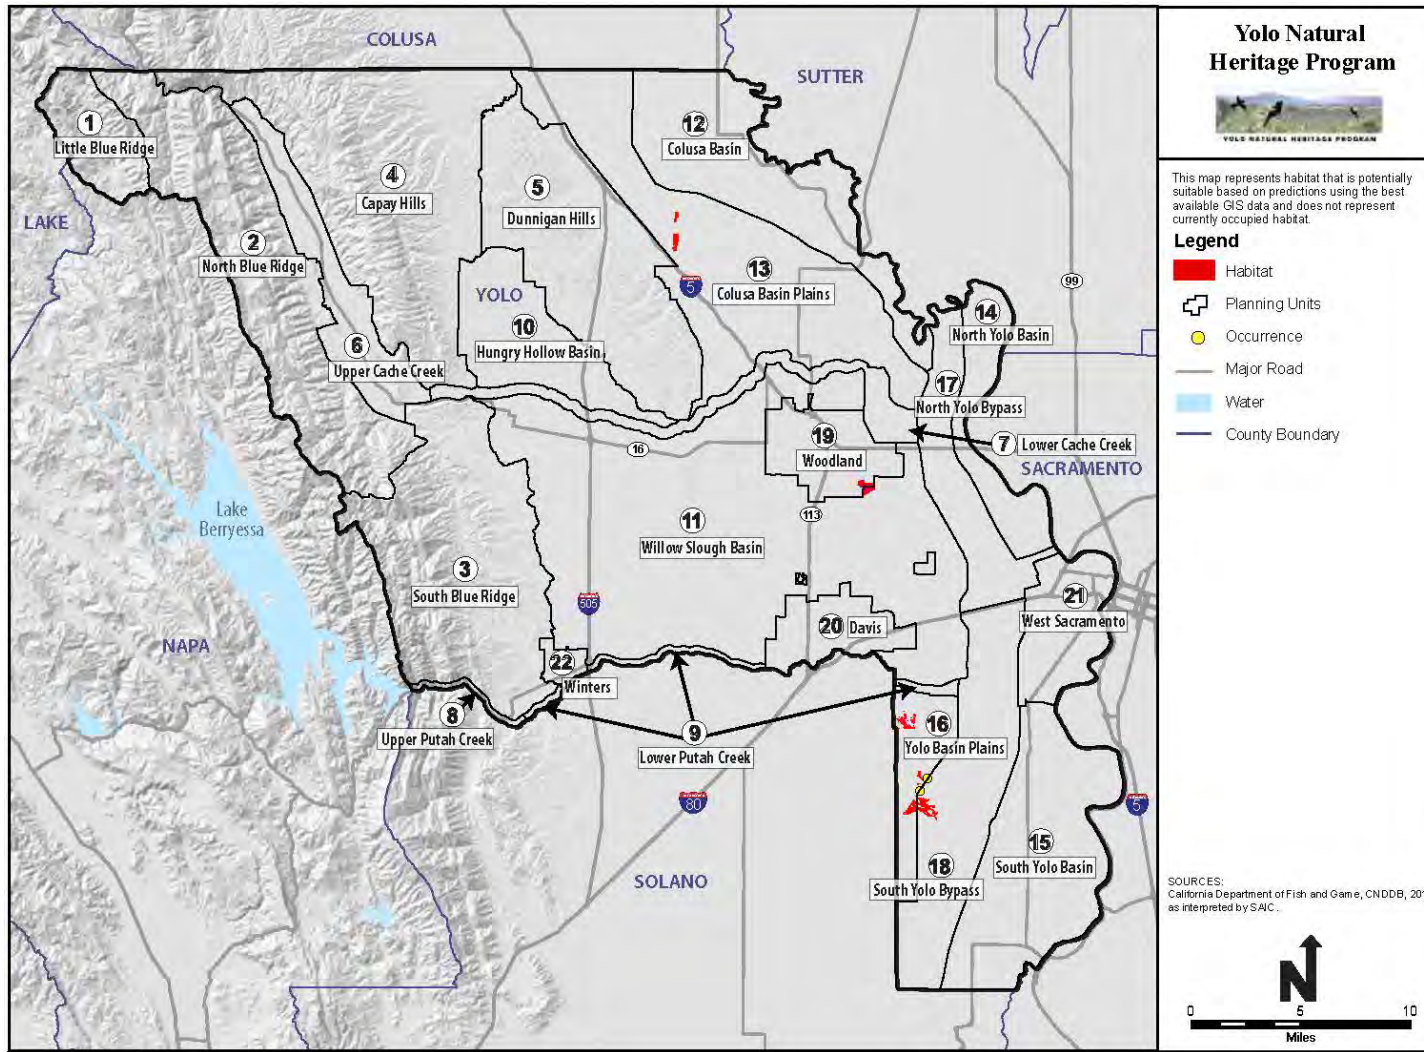 COLUSA
SUTTER
1
Little Blue Ridge
12
Colusa Basin
4
Capay Hills
5
Dunnigan Hills
LAKE
2
North Blue Ridge
13
Colusa Basin Plains
5
99
YOLO
10
Hungry Hollow Basin
14
North Yolo Basin
6
Upper Cache Creek
17
North Yolo Bypass
7
Lower Cache Creek
SACRAMENTO
16
19
Woodland
113
Lake
Berryessa
11
Willow Slough Basin
3
South Blue Ridge
505
21
West Sacramento
20
Davis
NAPA
22
Winters
8
Upper Putah Creek
9
Lower Putah Creek
16
Yolo Basin Plains
80
5
15
South Yolo Basin
18
South Yolo Bypass
SOLANO
Yolo Natural
Heritage Program
YOLO NATURAL HERITAGE PROGRAM
This map represents habitat that is potentially
suitable based on predictions using the best
available GIS data and does not represent
currently occupied habitat.
Legend
Habitat
Planning Units
Occurrence
Major Road
Water
County Boundary
SOURCES:
California Department of Fish and Game, CNDDB, 201
as interpreted by SAIC.
N
0 5 10
Miles